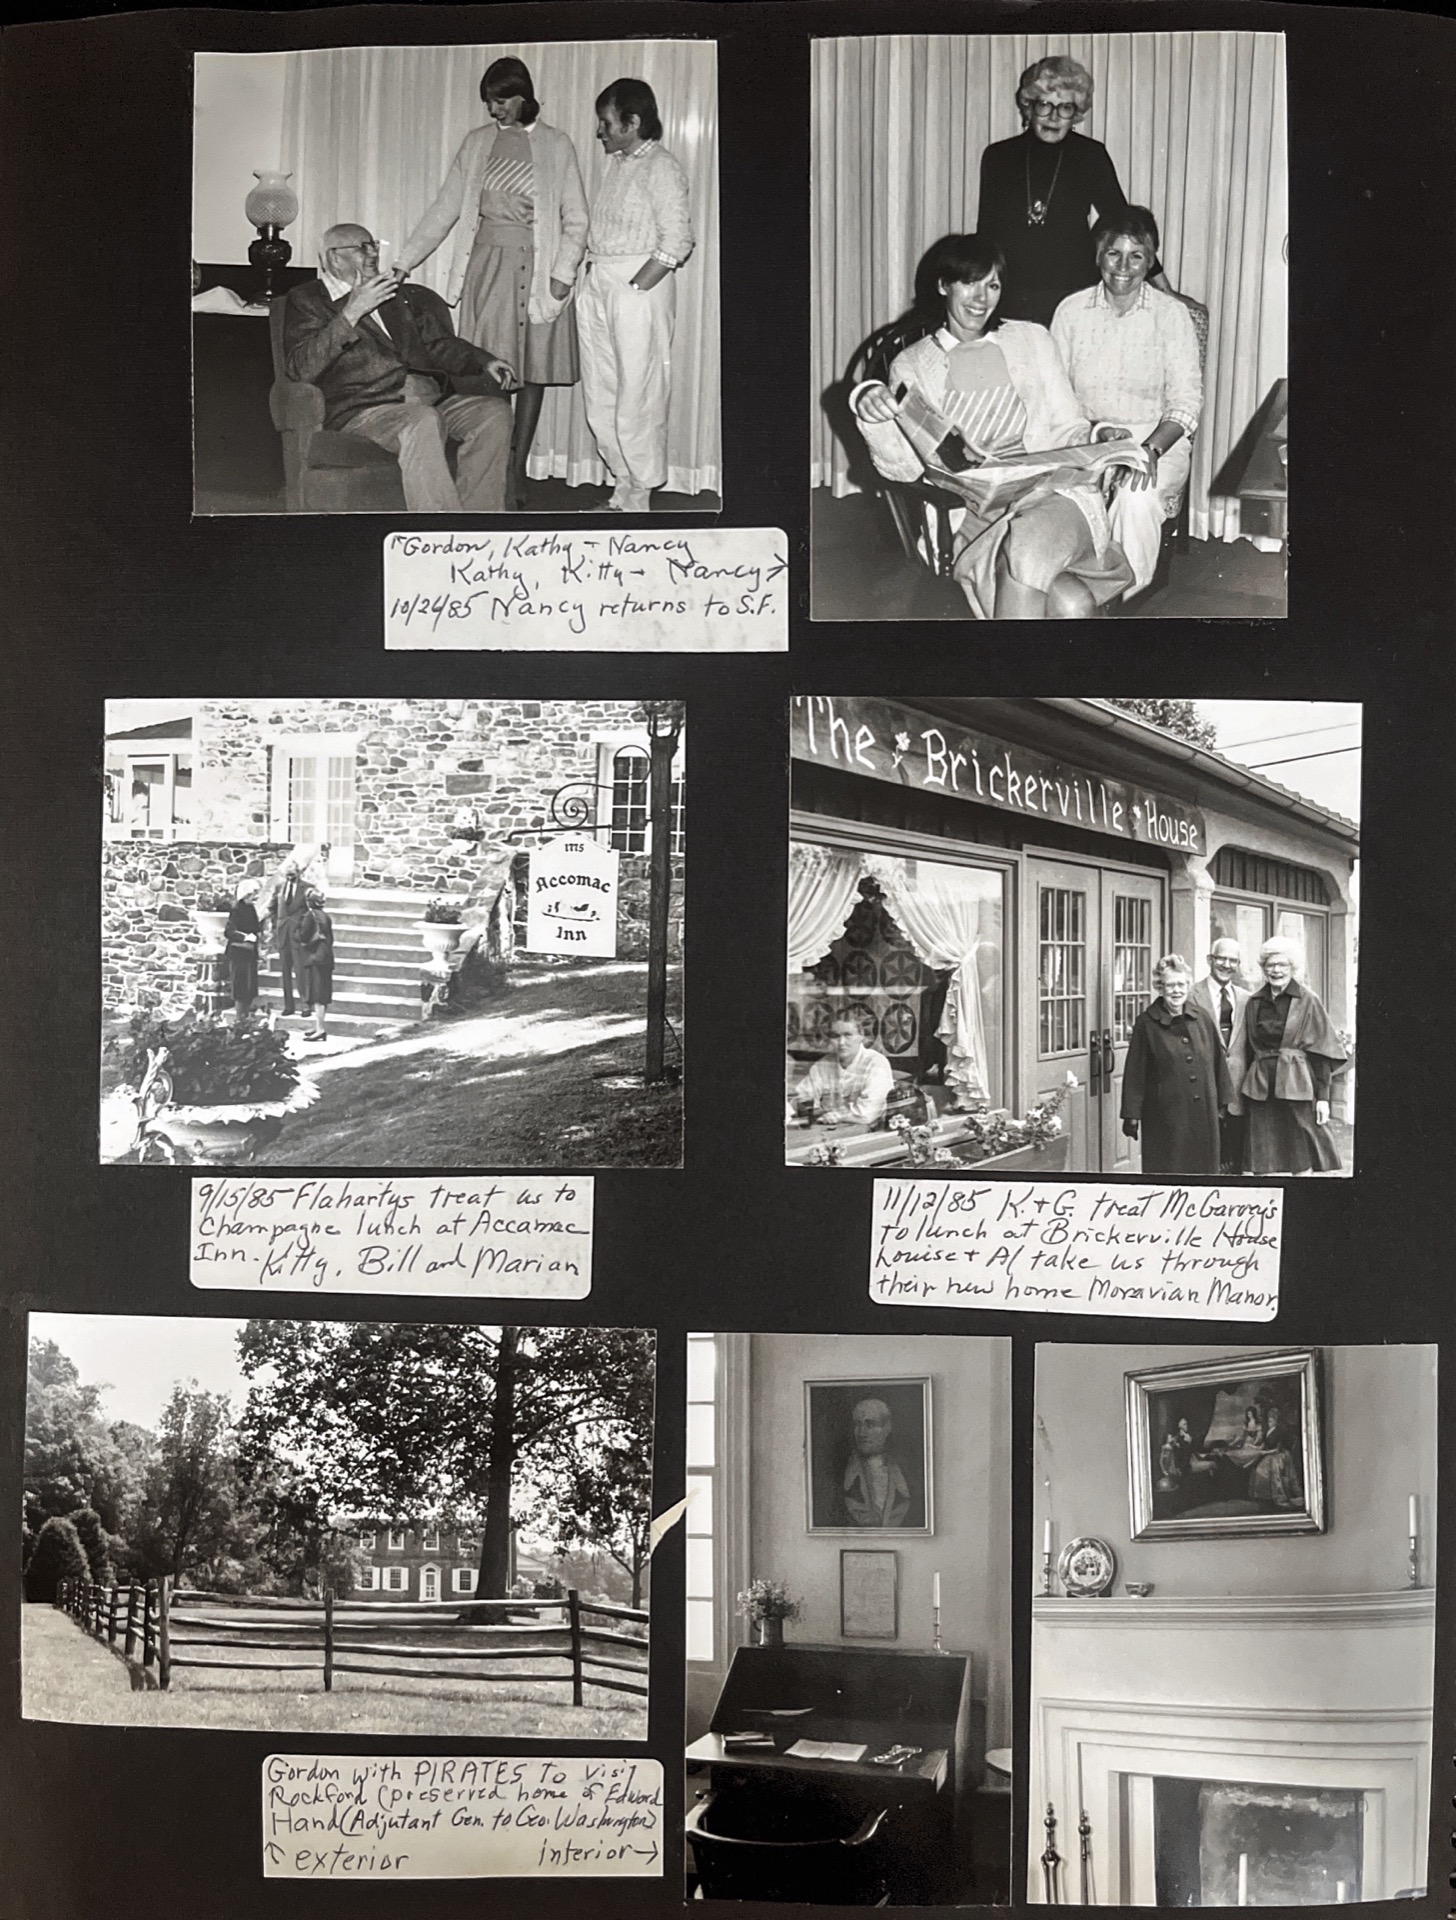 ↑Gordon, Kathy, + Nancy
Kathy, Kitty + Nancy→
10/24/85 Nancy returns to S.F.
1775
Accomac
Inn
The Brickerville House
9/15/85 Flahartys treat us to
Champagne lunch at Accamac
Inn. Kitty, Bill and Marian
11/12/85 K. + G. treat McGarvey's
to lunch at Brickerville House
Louise + Al take us through
their new home Moravian Manor.
Gordon with PIRATES To visit
Rockford (preserved home of Edward
Hand (Adjutant Gen. to Geo. Washington)
↑ exterior interior →